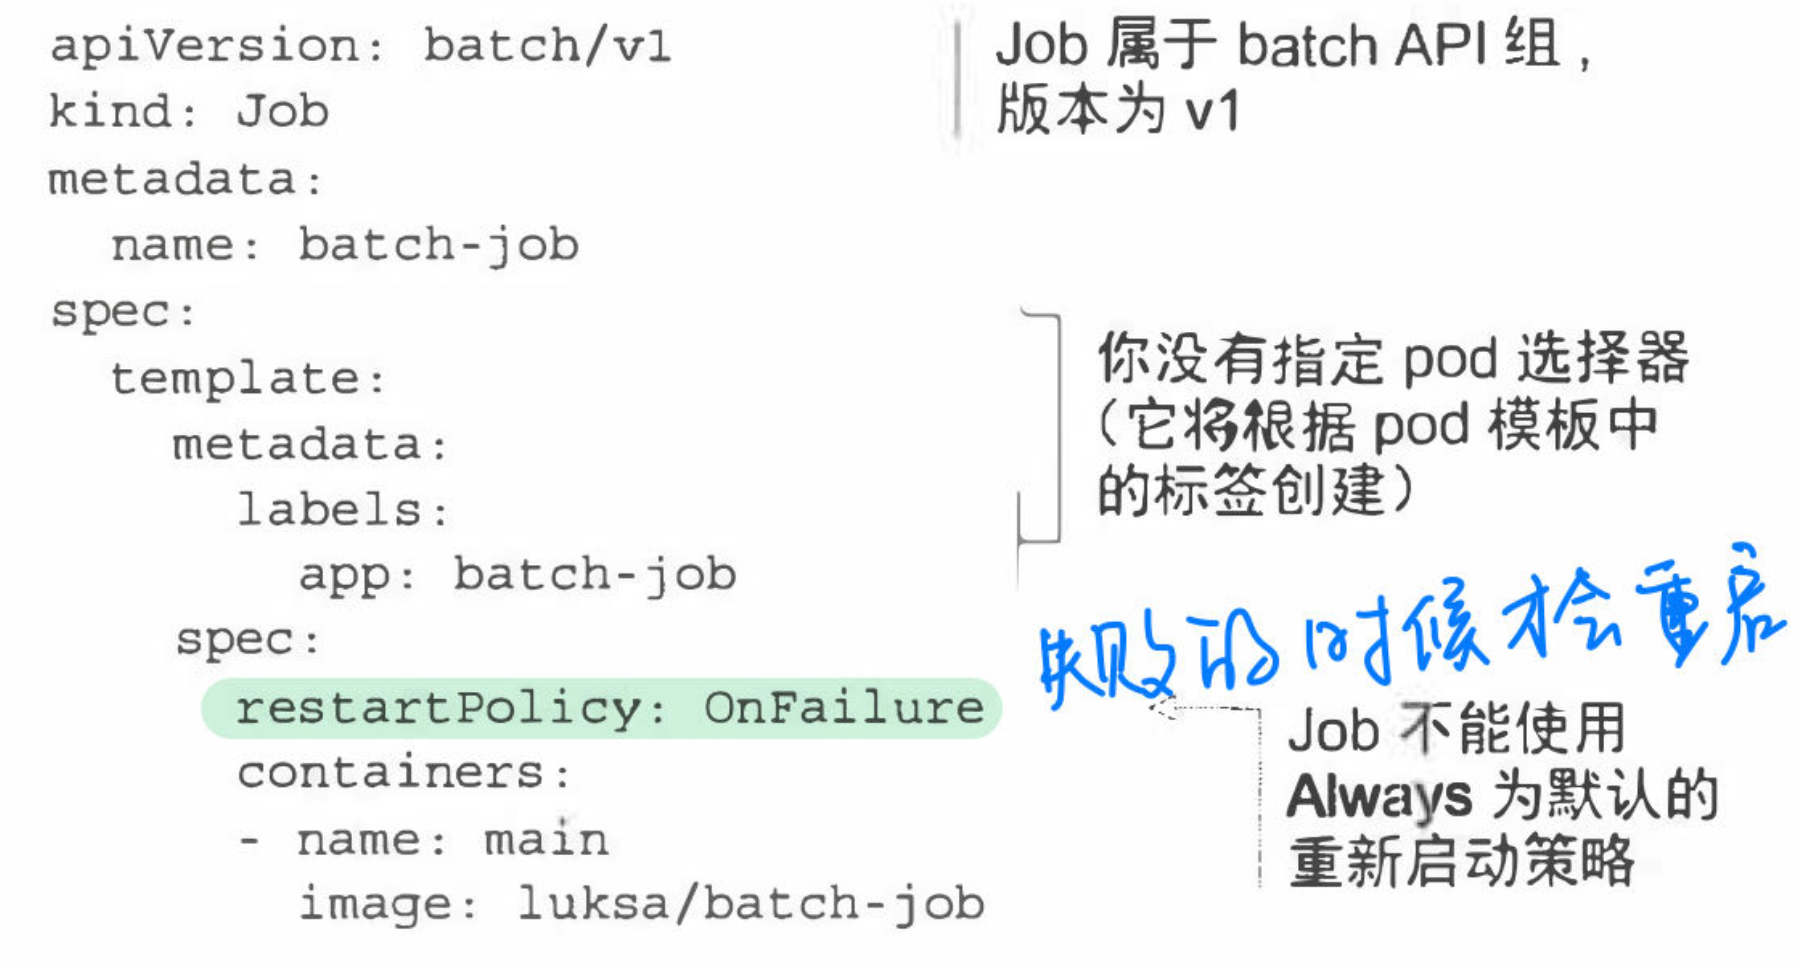 apiVersion: batch/v1
kind: Job
Job 属于 batch API 组，
版本为 v1
metadata:
  name: batch-job
spec:
  template:
    metadata:
      labels:
        app: batch-job
你没有指定 pod 选择器
（它将根据 pod 模板中
的标签创建）
    spec:
      restartPolicy: OnFailure
失败的时候才会重启
Job 不能使用
Always 为默认的
重新启动策略
      containers:
      - name: main
        image: luksa/batch-job